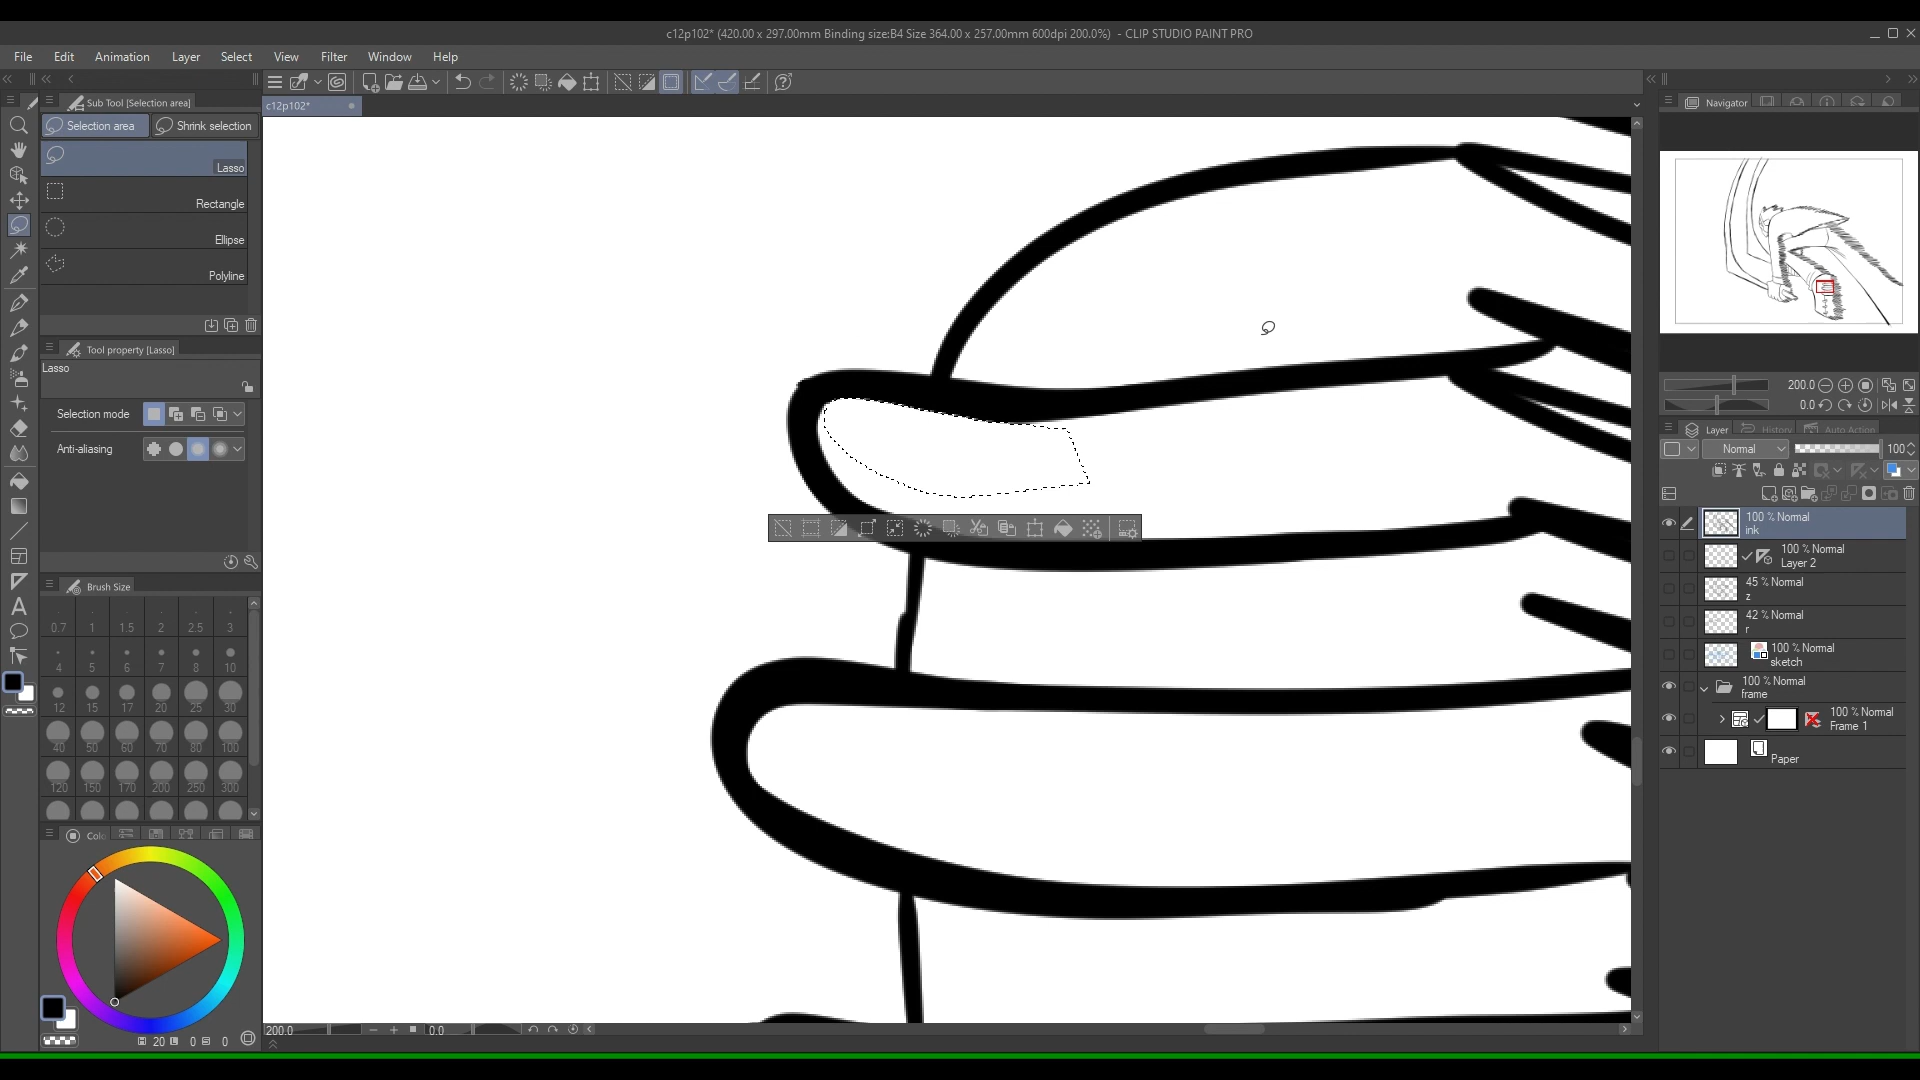 c12p102* (420.00 x 297.00mm Binding size:B4 Size 364.00 x 257.00mm 600dpi 200.0%) - CLIP STUDIO PAINT PRO
File Edit Animation Layer Select View Filter Window Help
Sub Tool [Selection area]
c12p102*
Navigator
Selection area Shrink selection
Lasso
Rectangle
Ellipse
Polyline
Tool property [Lasso]
Lasso
Selection mode
Anti-aliasing
Brush Size
0.7 1 1.5 2 2.5 3
4 5 6 7 8 10
12 15 17 20 25 30
40 50 60 70 80 100
120 150 170 200 250 300
H 20 L 0 S 0
200.0 0.0
200.0
0.0
Layer History Auto Action
Normal 100
100 % Normal
ink
100 % Normal
Layer 2
45 % Normal
z
42 % Normal
r
100 % Normal
sketch
100 % Normal
frame
100 % Normal
Frame 1
Paper